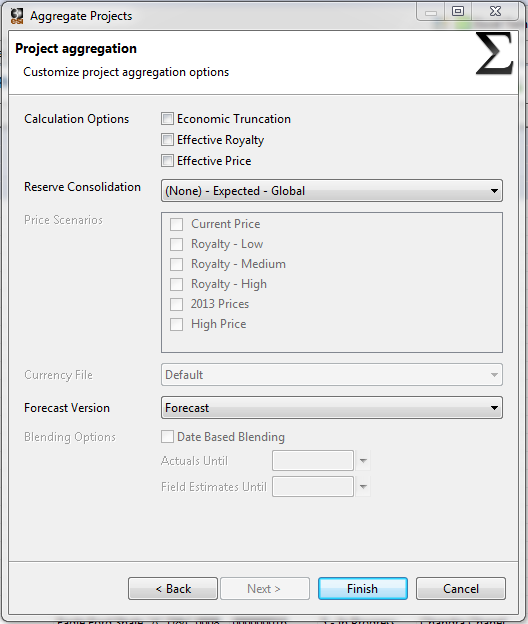 Aggregate Projects
Project aggregation
Customize project aggregation options
Σ
Calculation Options
Economic Truncation
Effective Royalty
Effective Price
Reserve Consolidation
(None) - Expected - Global
Price Scenarios
Current Price
Royalty - Low
Royalty - Medium
Royalty - High
2013 Prices
High Price
Currency File
Default
Forecast Version
Forecast
Blending Options
Date Based Blending
Actuals Until
Field Estimates Until
< Back
Next >
Finish
Cancel